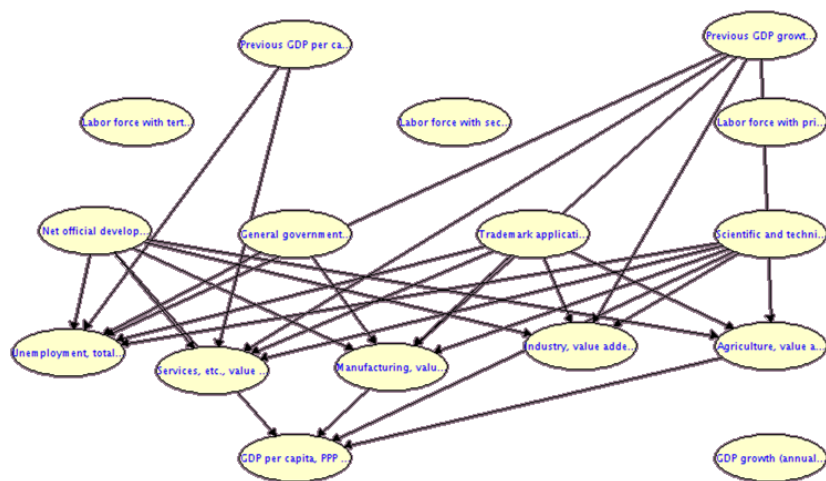 Previous GDP per ca...
Previous GDP growt...
Labor force with tert...
Labor force with sec...
Labor force with pri...
Net official develop...
General government...
Trademark applicati...
Scientific and techni...
Unemployment, total...
Services, etc., value ...
Manufacturing, valu...
Industry, value adde...
Agriculture, value a...
GDP per capita, PPP ...
GDP growth (annual...